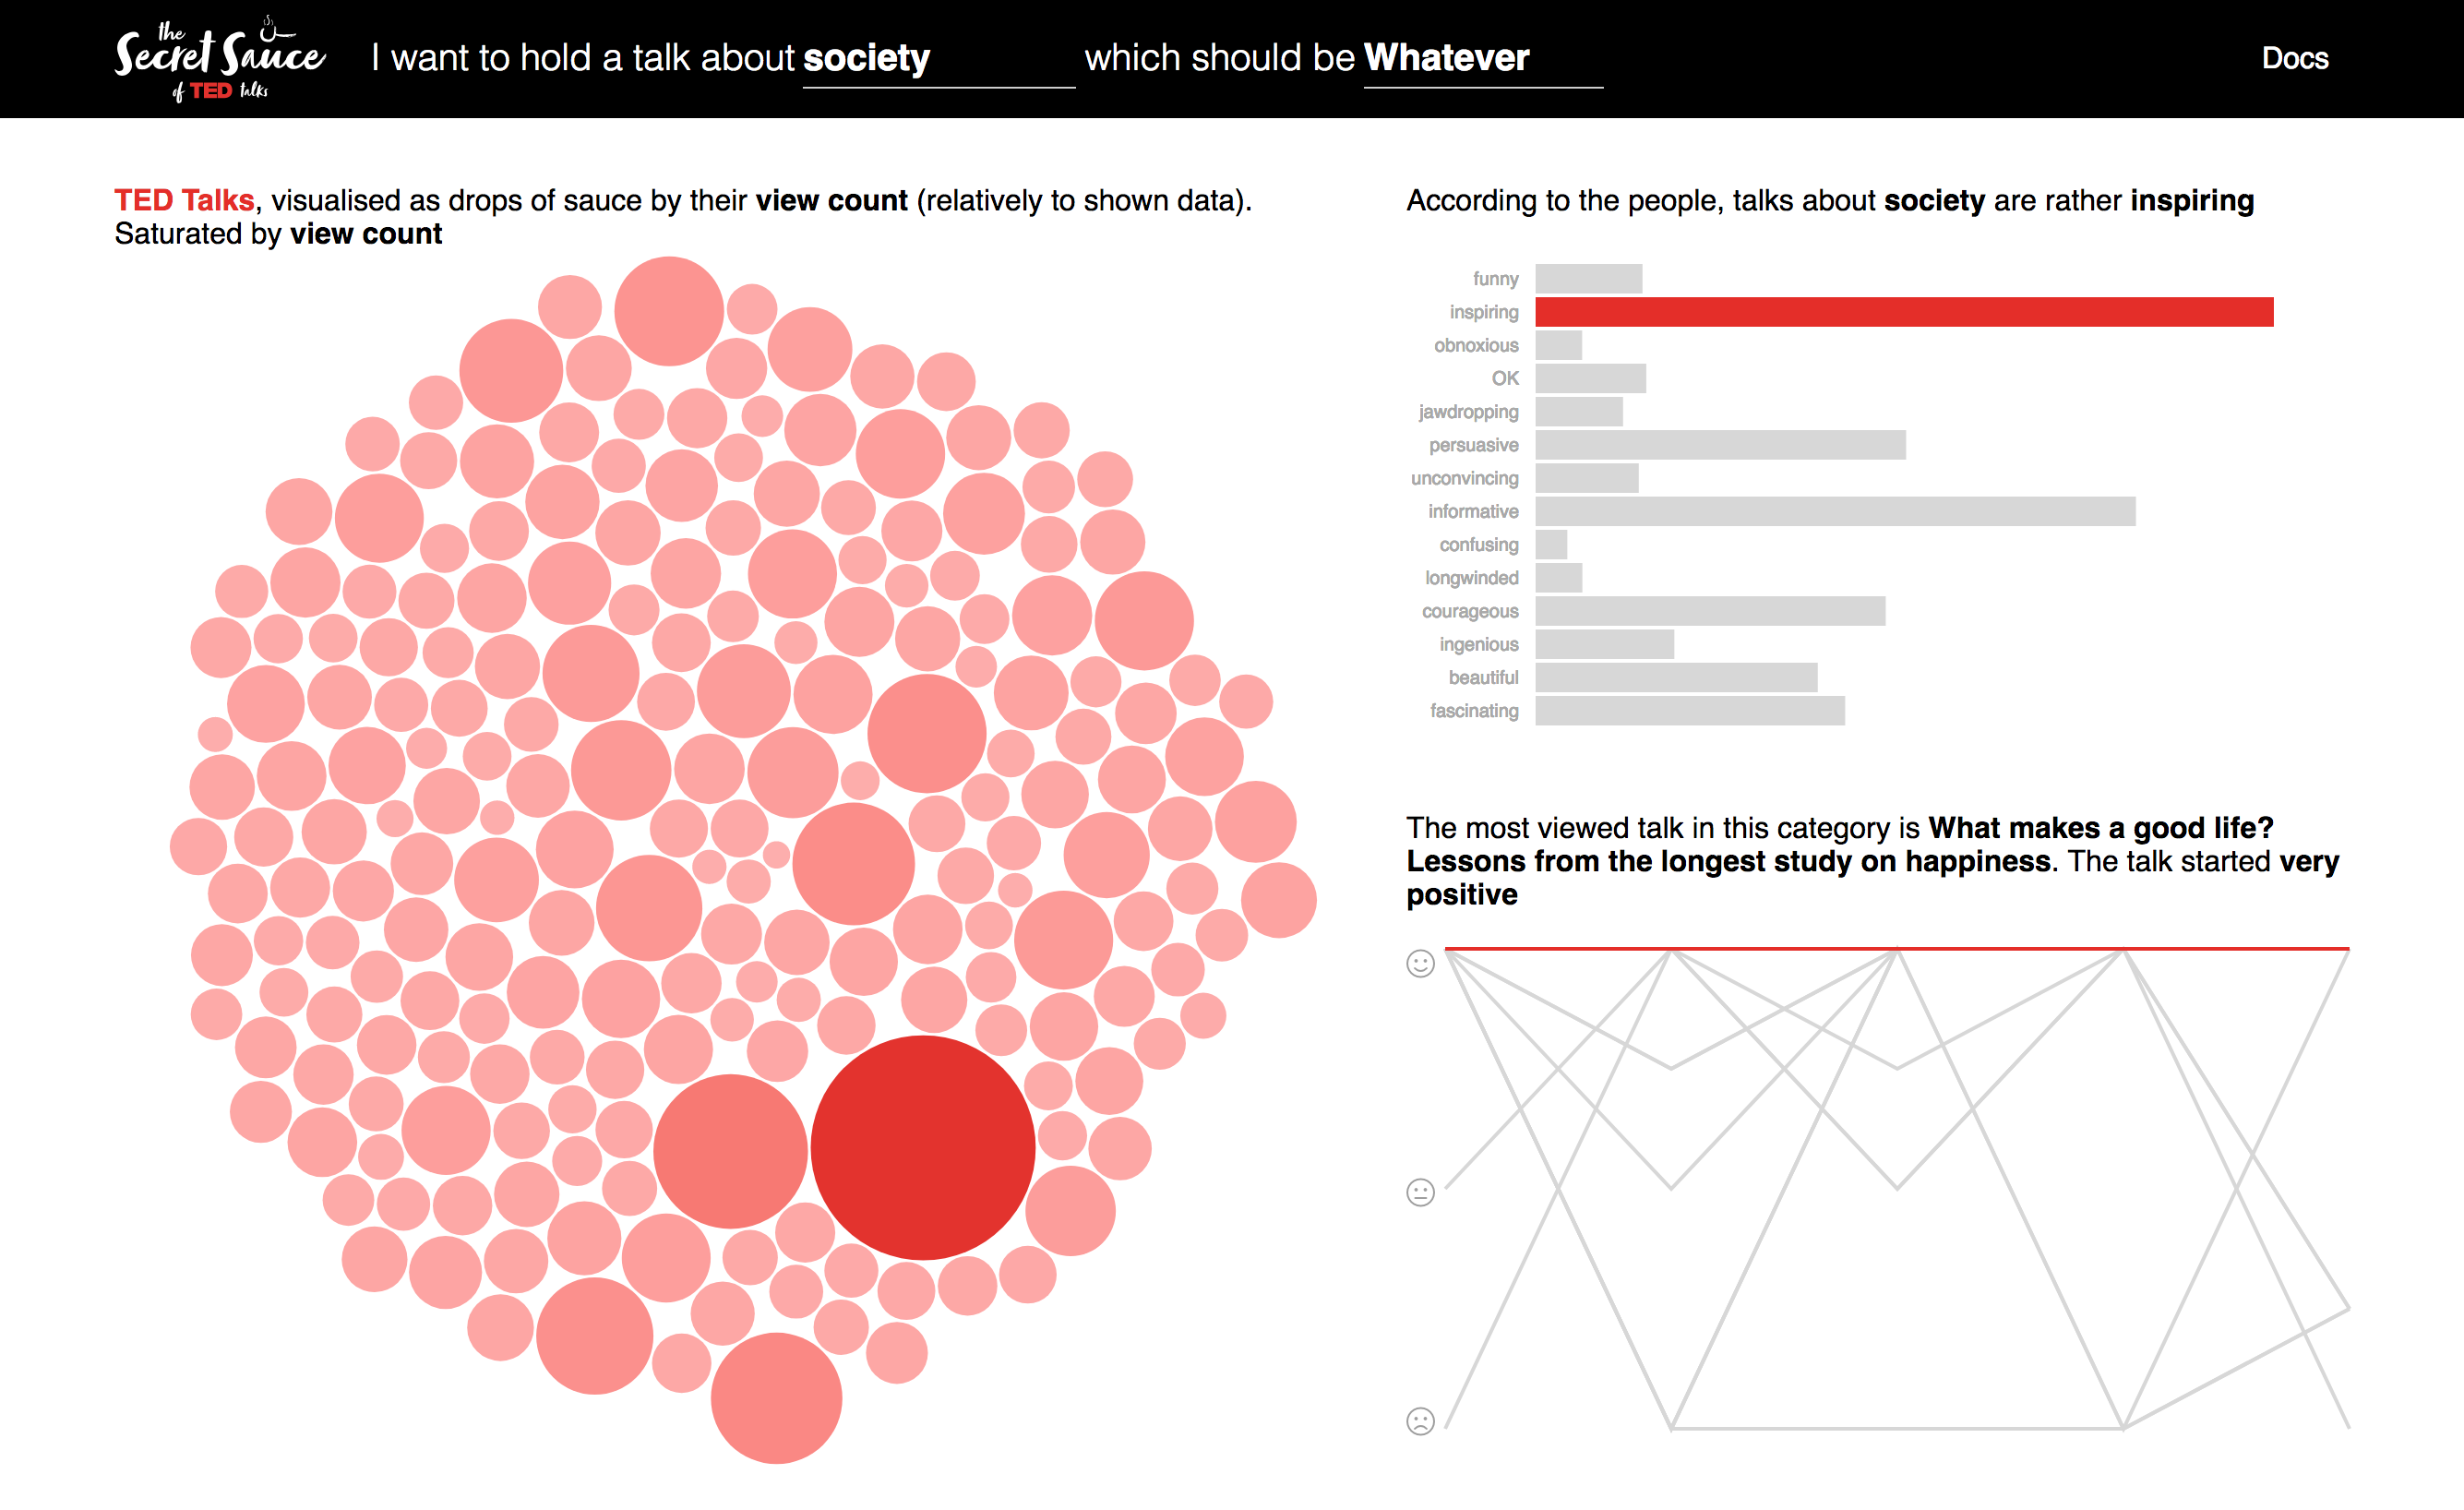 the
Secret Sauce
of TED talks
I want to hold a talk about society which should be Whatever
Docs
TED Talks, visualised as drops of sauce by their view count (relatively to shown data).
Saturated by view count
According to the people, talks about society are rather inspiring
funny
inspiring
obnoxious
OK
jawdropping
persuasive
unconvincing
informative
confusing
longwinded
courageous
ingenious
beautiful
fascinating
The most viewed talk in this category is What makes a good life?
Lessons from the longest study on happiness. The talk started very
positive